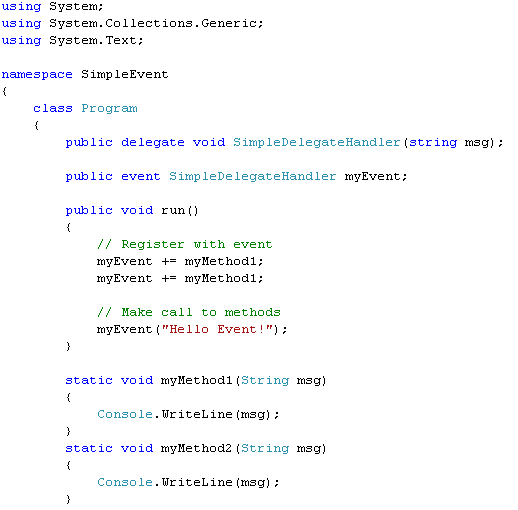 using System;
using System.Collections.Generic;
using System.Text;

namespace SimpleEvent
{
    class Program
    {
        public delegate void SimpleDelegateHandler(string msg);

        public event SimpleDelegateHandler myEvent;

        public void run()
        {
            // Register with event
            myEvent += myMethod1;
            myEvent += myMethod1;

            // Make call to methods
            myEvent("Hello Event!");
        }

        static void myMethod1(String msg)
        {
            Console.WriteLine(msg);
        }
        static void myMethod2(String msg)
        {
            Console.WriteLine(msg);
        }